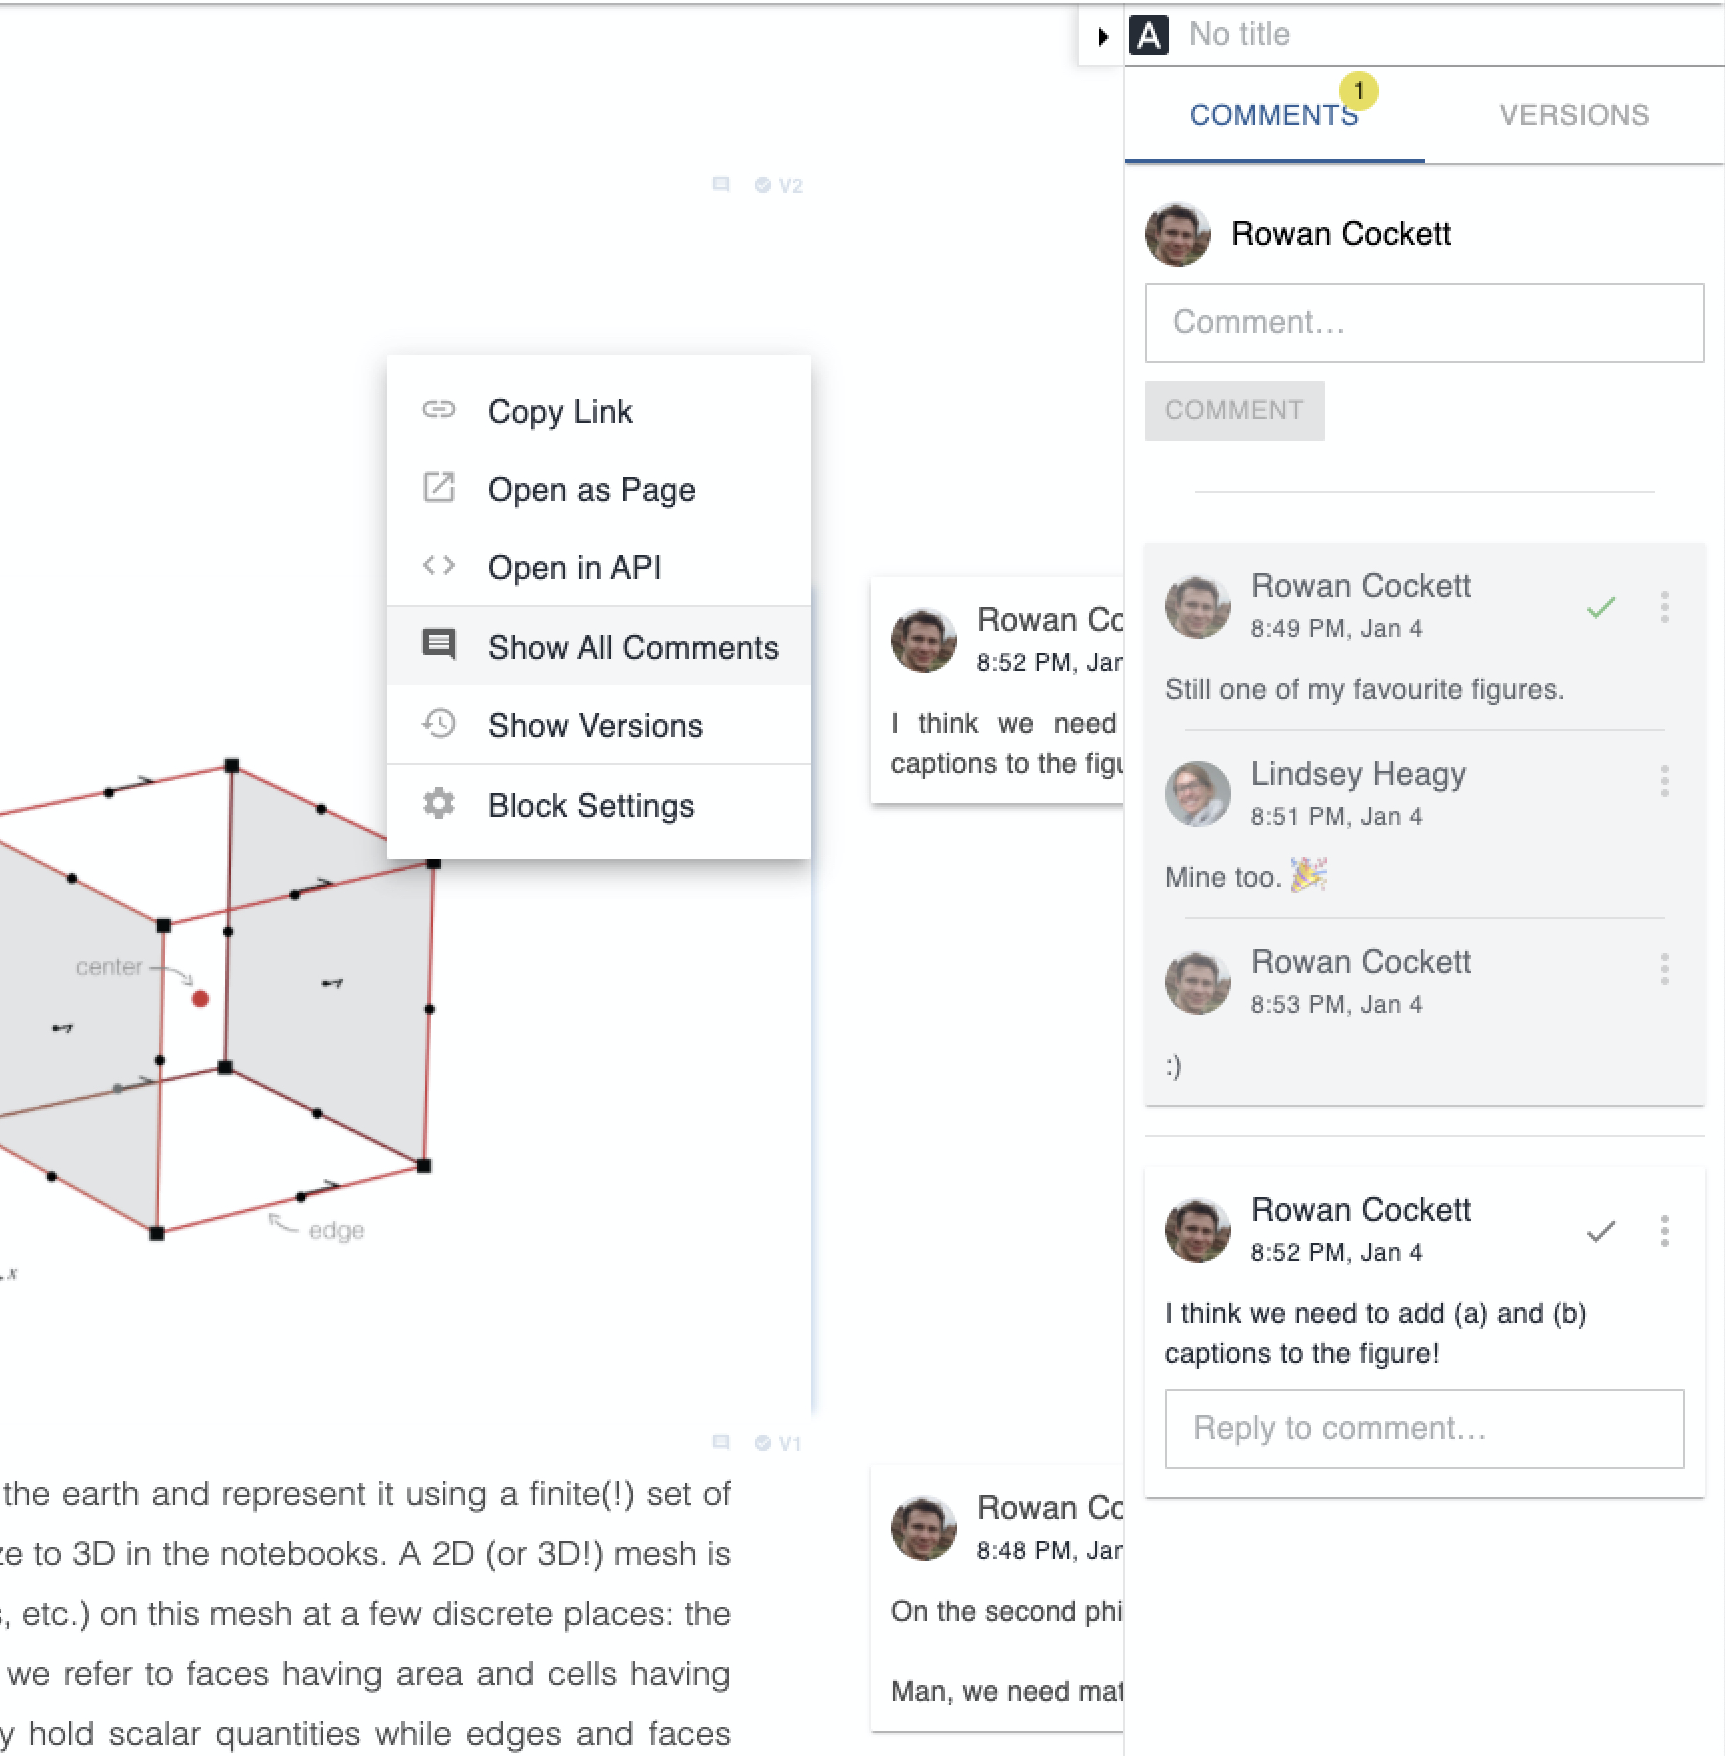 A No title
COMMENTS 1 VERSIONS
V2
Rowan Cockett
Comment...
COMMENT
Copy Link
Open as Page
Open in API
Show All Comments
Show Versions
Block Settings
center
edge
x
Rowan Co
8:52 PM, Jan
I think we need
captions to the figu
Rowan Cockett
8:49 PM, Jan 4
Still one of my favourite figures.
Lindsey Heagy
8:51 PM, Jan 4
Mine too. 🎉
Rowan Cockett
8:53 PM, Jan 4
:)
Rowan Cockett
8:52 PM, Jan 4
I think we need to add (a) and (b)
captions to the figure!
Reply to comment...
V1
the earth and represent it using a finite(!) set of
ze to 3D in the notebooks. A 2D (or 3D!) mesh is
s, etc.) on this mesh at a few discrete places: the
we refer to faces having area and cells having
y hold scalar quantities while edges and faces
Rowan Co
8:48 PM, Jan
On the second phi
Man, we need mat